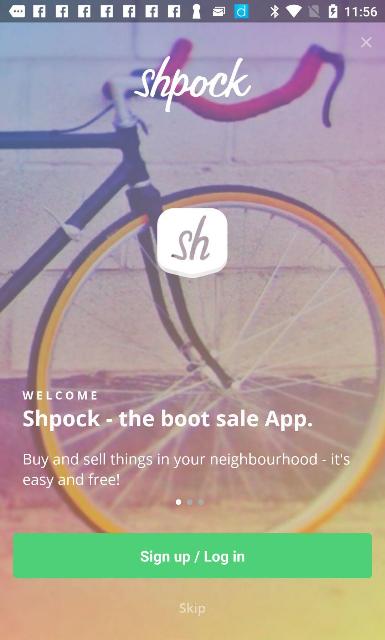 11:56
shpock
sh
WELCOME
Shpock - the boot sale App.
Buy and sell things in your neighbourhood - it's
easy and free!
Sign up / Log in
Skip